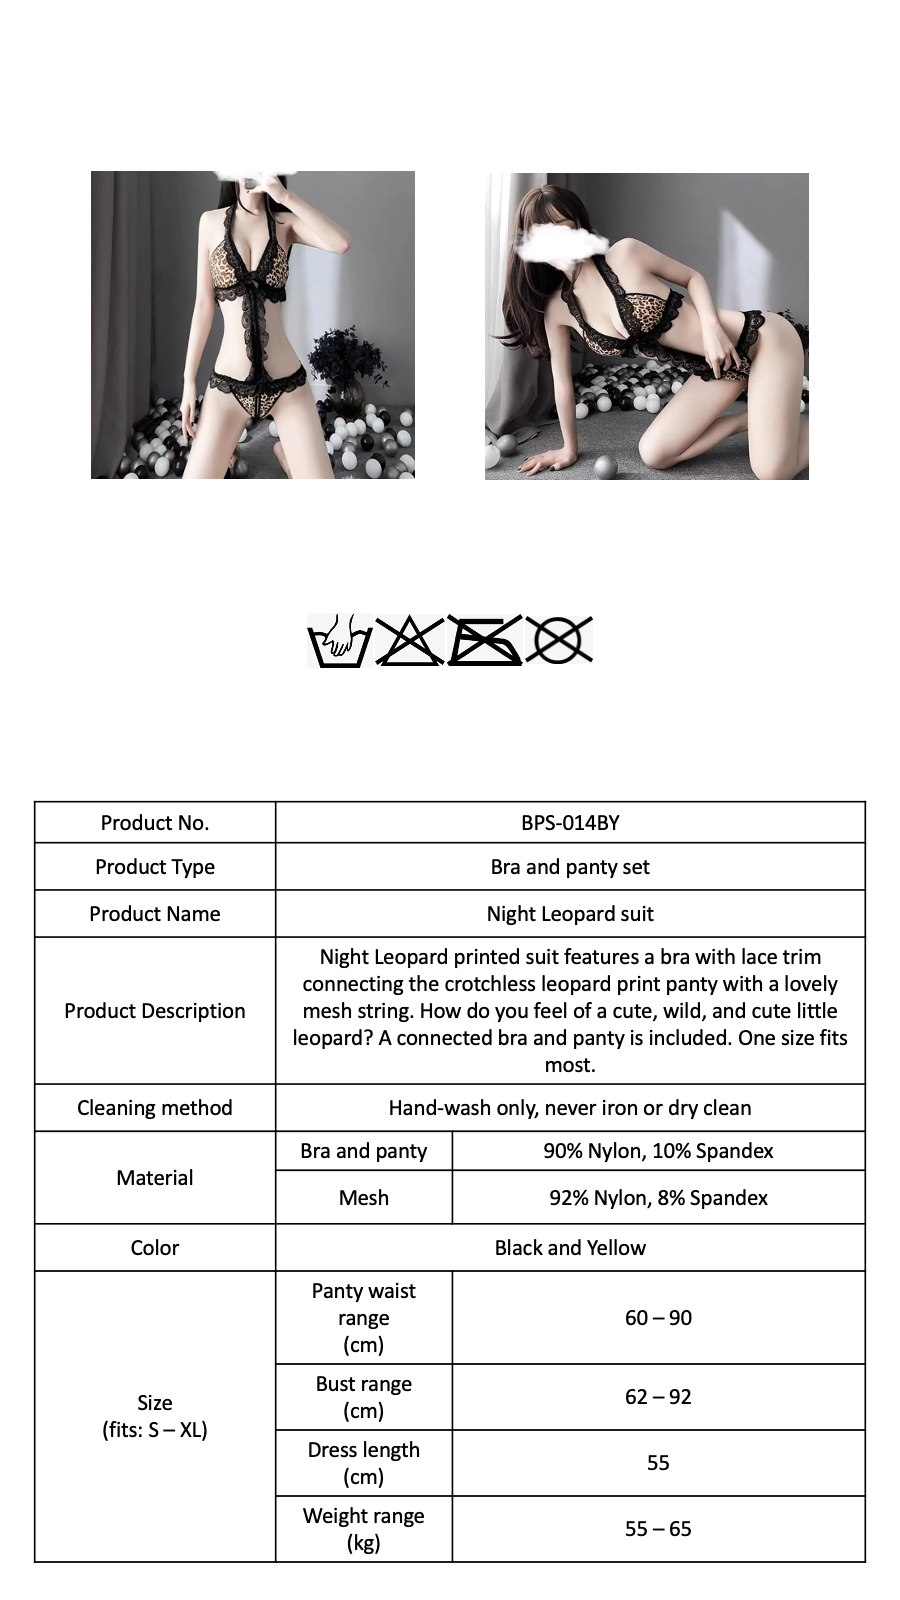 Product No.
BPS-014BY
Product Type
Bra and panty set
Product Name
Night Leopard suit
Product Description
Night Leopard printed suit features a bra with lace trim
connecting the crotchless leopard print panty with a lovely
mesh string. How do you feel of a cute, wild, and cute little
leopard? A connected bra and panty is included. One size fits
most.
Cleaning method
Hand-wash only, never iron or dry clean
Material
Bra and panty
90% Nylon, 10% Spandex
Mesh
92% Nylon, 8% Spandex
Color
Black and Yellow
Size
(fits: S – XL)
Panty waist
range
(cm)
60 – 90
Bust range
(cm)
62 – 92
Dress length
(cm)
55
Weight range
(kg)
55 – 65